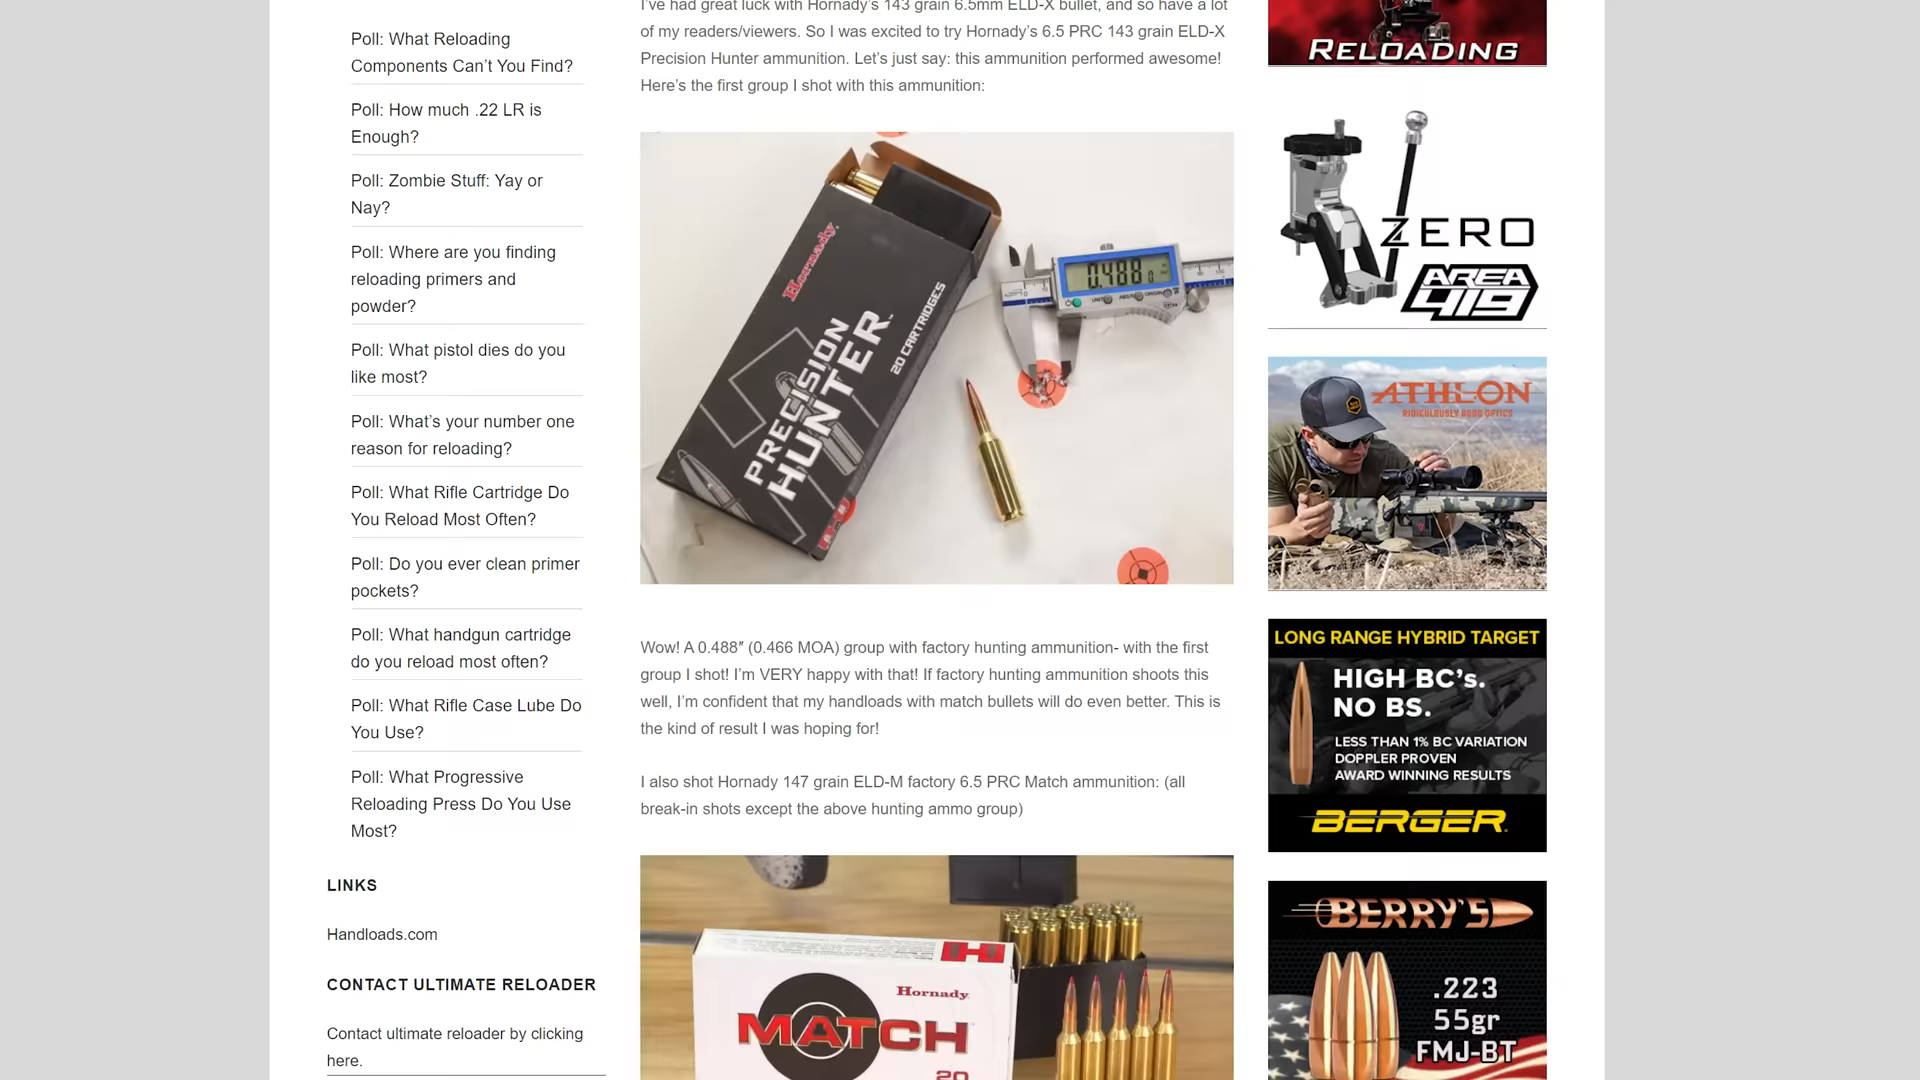 Poll: What Reloading
Components Can’t You Find?
Poll: How much .22 LR is
Enough?
Poll: Zombie Stuff: Yay or
Nay?
Poll: Where are you finding
reloading primers and
powder?
Poll: What pistol dies do you
like most?
Poll: What’s your number one
reason for reloading?
Poll: What Rifle Cartridge Do
You Reload Most Often?
Poll: Do you ever clean primer
pockets?
Poll: What handgun cartridge
do you reload most often?
Poll: What Rifle Case Lube Do
You Use?
Poll: What Progressive
Reloading Press Do You Use
Most?
LINKS
Handloads.com
CONTACT ULTIMATE RELOADER
Contact ultimate reloader by clicking
here.
I’ve had great luck with Hornady’s 143 grain 6.5mm ELD-X bullet, and so have a lot
of my readers/viewers. So I was excited to try Hornady’s 6.5 PRC 143 grain ELD-X
Precision Hunter ammunition. Let’s just say: this ammunition performed awesome!
Here’s the first group I shot with this ammunition:
Hornady
PRECISION
HUNTER
20 CARTRIDGES
0.488
Wow! A 0.488″ (0.466 MOA) group with factory hunting ammunition- with the first
group I shot! I’m VERY happy with that! If factory hunting ammunition shoots this
well, I’m confident that my handloads with match bullets will do even better. This is
the kind of result I was hoping for!
I also shot Hornady 147 grain ELD-M factory 6.5 PRC Match ammunition: (all
break-in shots except the above hunting ammo group)
H
Hornady
MATCH
20
RELOADING
ZERO
AREA
419
ATHLON
RIDICULOUSLY GOOD OPTICS
LONG RANGE HYBRID TARGET
HIGH BC’s.
NO BS.
LESS THAN 1% BC VARIATION
DOPPLER PROVEN
AWARD WINNING RESULTS
BERGER
BERRY'S
.223
55gr
FMJ-BT